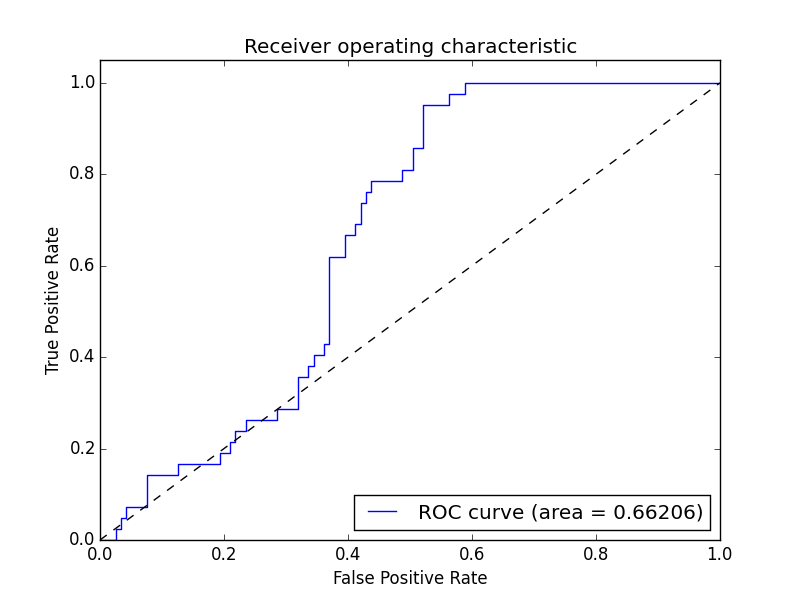 Receiver operating characteristic
True Positive Rate
1.0
0.8
0.6
0.4
0.2
0.0
ROC curve (area = 0.66206)
0.0 0.2 0.4 0.6 0.8 1.0
False Positive Rate